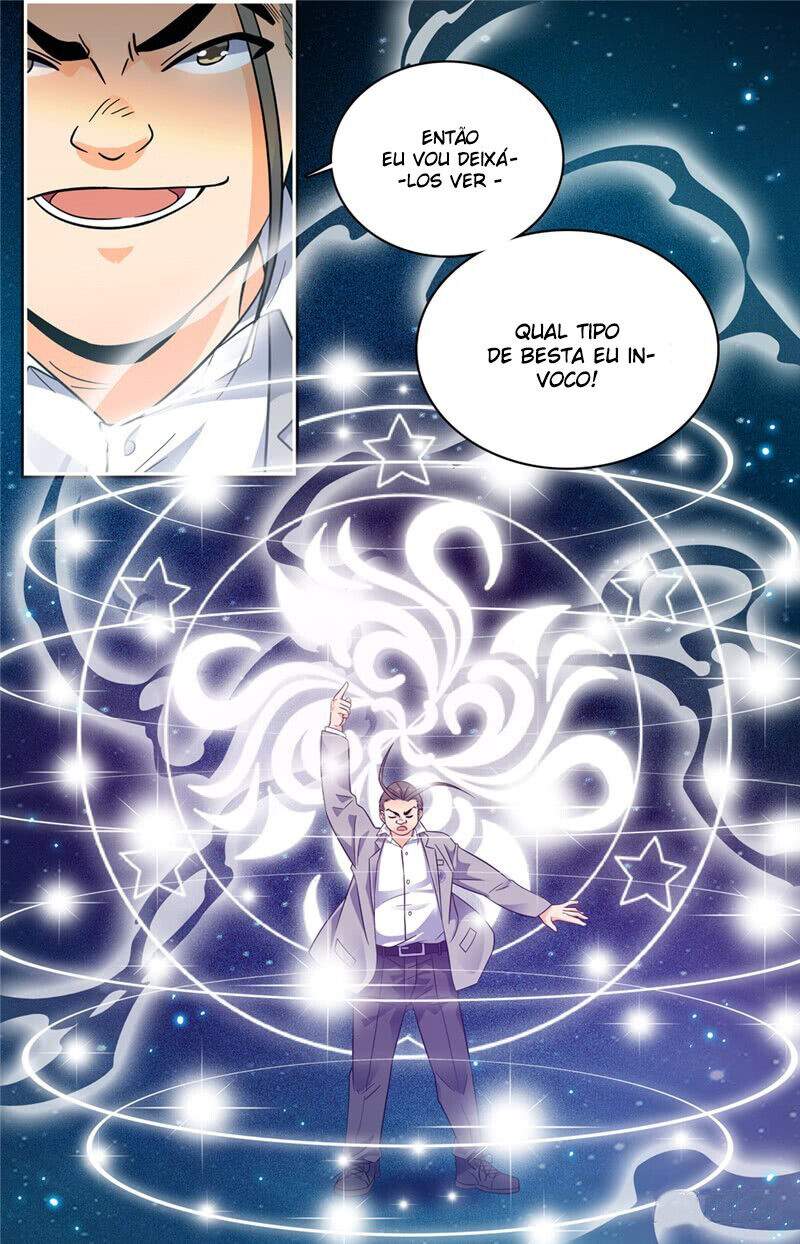 ENTÃO
EU VOU DEIXÁ-
-LOS VER -
QUAL TIPO
DE BESTA EU IN-
VOCO!